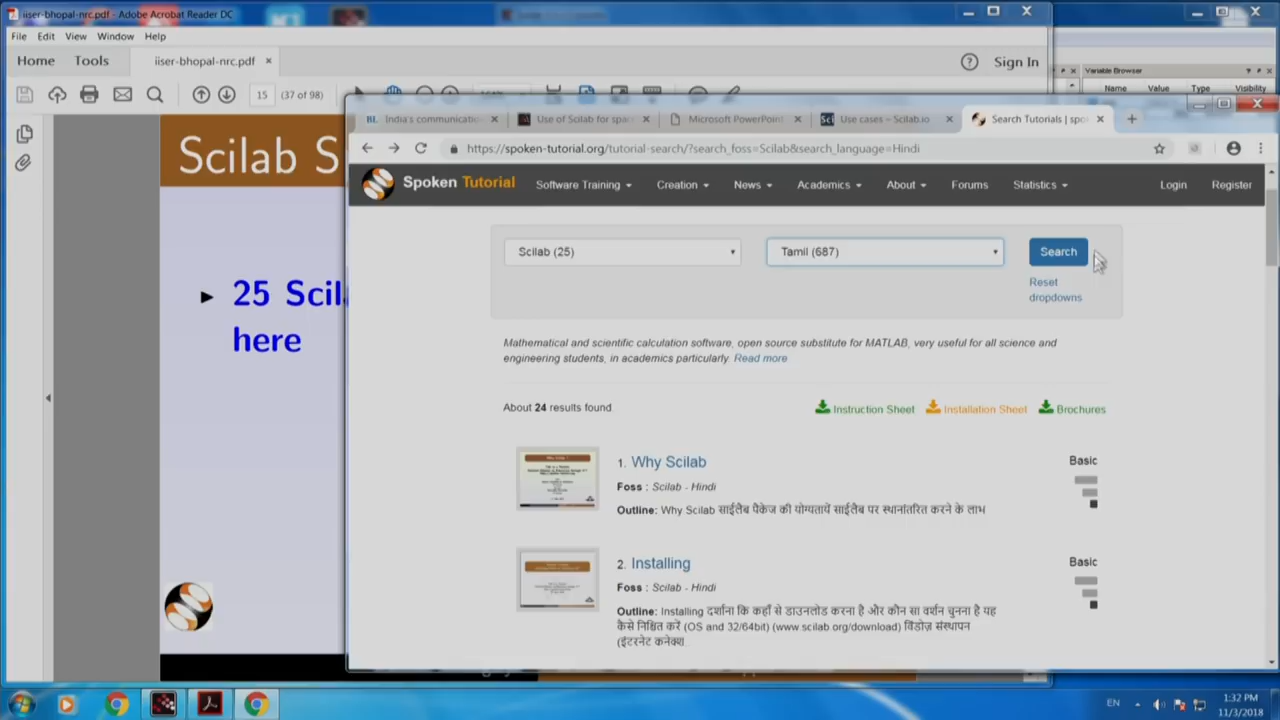 iiser-bhopal-nrc.pdf - Adobe Acrobat Reader DC
File Edit View Window Help
Home Tools iiser-bhopal-nrc.pdf × ? Sign In
15 (37 of 98)
Variable Browser
Name Value Type Visibility
Scilab S
25 Scil
here
India's communicati × Use of Scilab for spac × Microsoft PowerPoint × Use cases – Scilab.io × Search Tutorials | spo × +
https://spoken-tutorial.org/tutorial-search/?search_foss=Scilab&search_language=Hindi
Spoken Tutorial Software Training Creation News Academics About Forums Statistics Login Register
Scilab (25) Tamil (687) Search
Reset
dropdowns
Mathematical and scientific calculation software, open source substitute for MATLAB, very useful for all science and
engineering students, in academics particularly. Read more
About 24 results found. Instruction Sheet Installation Sheet Brochures
1. Why Scilab Basic
Foss : Scilab - Hindi
Outline: Why Scilab साईलैब पैकेज की योग्यतायें साईलैब पर स्थानांतरित करने के लाभ
2. Installing Basic
Foss : Scilab - Hindi
Outline: Installing दर्शाना कि कहाँ से डाउनलोड करना है और कौन सा वर्शन चुनना है यह
कैसे निश्चित करें (OS and 32/64bit) (www.scilab.org/download) विंडोज़ संस्थापन
(इंटरनेट कनेक्श..
EN 1:32 PM
11/3/2018